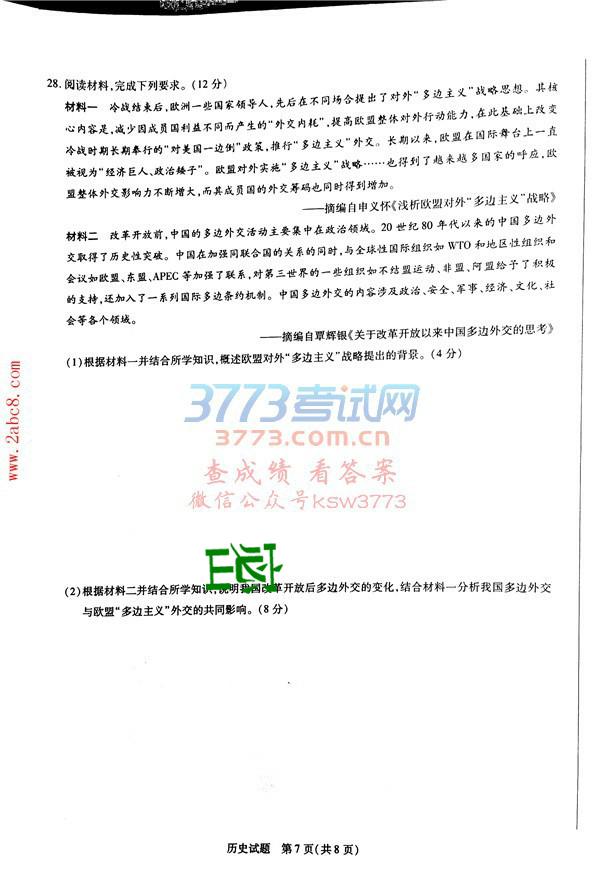 28. 阅读材料,完成下列要求。(12 分)
材料一 冷战结束后,欧洲一些国家领导人,先后在不同场合提出了对外“多边主义”战略思想。其核
心内容是,减少因成员国利益不同而产生的“外交内耗”,提高欧盟整体对外行动能力,在此基础上改变
冷战时期长期奉行的“对美国一边倒”政策,推行“多边主义”外交。长期以来,欧盟在国际舞台上一直
被视为“经济巨人、政治矮子”。欧盟对外实施“多边主义”战略……也得到了越来越多国家的呼应,欧
盟整体外交影响力不断增大,而其成员国的外交筹码也同时得到增加。
——摘编自申义怀《浅析欧盟对外“多边主义”战略》
材料二 改革开放前,中国的多边外交活动主要集中在政治领域。20 世纪 80 年代以来的中国多边外
交取得了历史性突破。中国在加强同联合国的关系的同时,与全球性国际组织如 WTO 和地区性组织和
会议如欧盟、东盟、APEC 等加强了联系,对第三世界的一些组织如不结盟运动、非盟、阿盟给予了积极
的支持,还加入了一系列国际多边条约机制。中国多边外交的内容涉及政治、安全、军事、经济、文化、社
会等各个领域。
——摘编自覃辉银《关于改革开放以来中国多边外交的思考》
(1)根据材料一并结合所学知识,概述欧盟对外“多边主义”战略提出的背景。(4 分)
www.2abc8.com
3773考试网
3773.com.cn
查成绩 看答案
微信公众号ksw3773
(2)根据材料二并结合所学知识,说明我国改革开放后多边外交的变化,结合材料一分析我国多边外交
与欧盟“多边主义”外交的共同影响。(8 分)
历史试题 第 7 页(共 8 页)